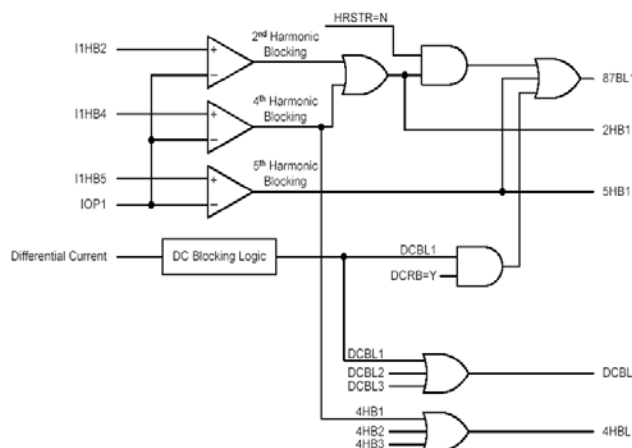 HRSTR=N
I1HB2
2nd Harmonic
Blocking
87BL1
I1HB4
4th Harmonic
Blocking
2HB1
I1HB5
5th Harmonic
Blocking
5HB1
IOP1
Differential Current
DC Blocking Logic
DCBL1
DCRB=Y
DCBL1
DCBL2
DCBL3
DCBL
4HB1
4HB2
4HB3
4HBL